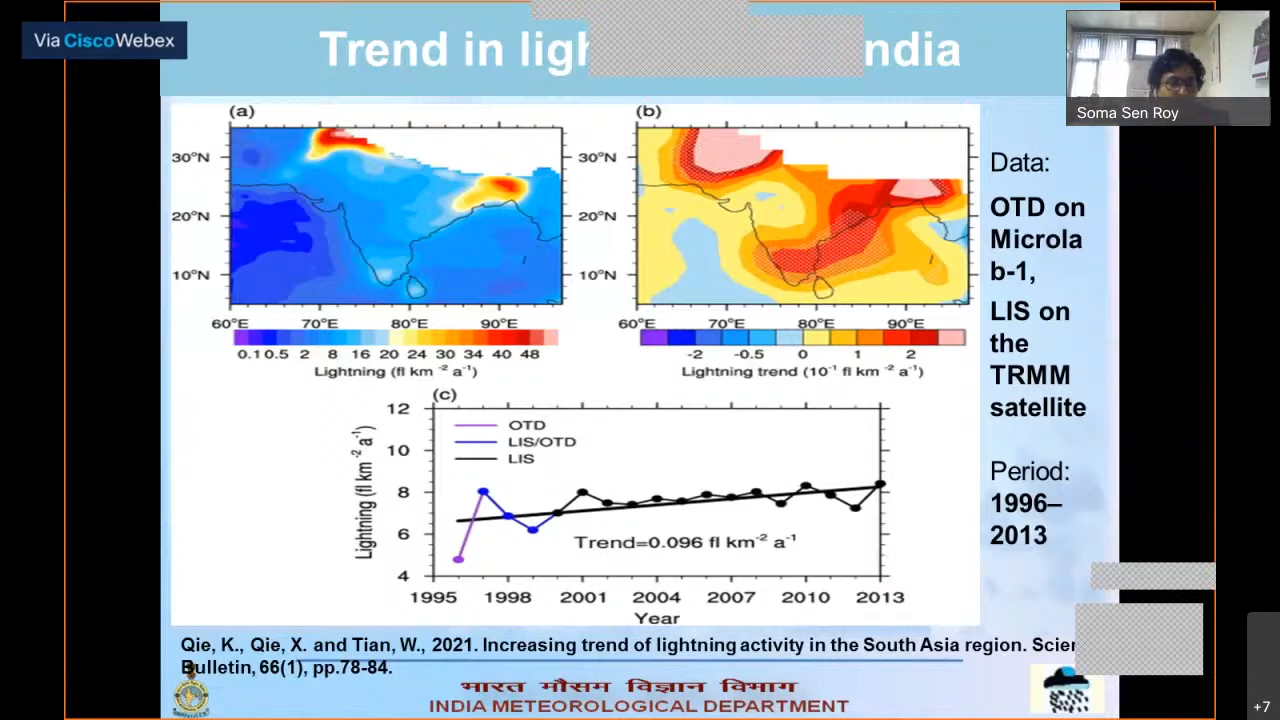 Via Cisco Webex
Trend in India
Soma Sen Roy
(a)
30°N
20°N
10°N
60°E 70°E 80°E 90°E
0.1 0.5 2 8 16 20 24 30 34 40 48
Lightning (fl km⁻² a⁻¹)
(b)
30°N
20°N
10°N
60°E 70°E 80°E 90°E
-2 -0.5 0 1 2
Lightning trend (10⁻¹ fl km⁻² a⁻¹)
(c)
12
10
8
6
4
Lightning (fl km⁻² a⁻¹)
OTD
LIS/OTD
LIS
Trend=0.096 fl km⁻² a⁻¹
1995 1998 2001 2004 2007 2010 2013
Year
Data:
OTD on
Microla
b-1,
LIS on
the
TRMM
satellite
Period:
1996–
2013
Qie, K., Qie, X. and Tian, W., 2021. Increasing trend of lightning activity in the South Asia region.
Bulletin, 66(1), pp.78-84.
भारत मौसम विज्ञान विभाग
INDIA METEOROLOGICAL DEPARTMENT
+7